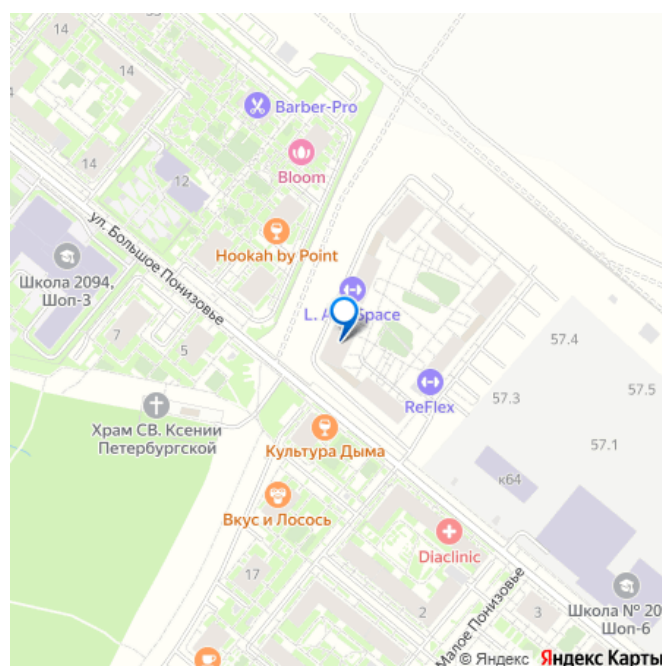 14
14
14
Barber-Pro
Bloom
12
ул. Большое Понизовье
Hookah by Point
Школа 2094,
Шоп-3
7
5
ReFlex
57.4
57.5
57.3
57.1
Храм СВ. Ксении
Петербургской
Культура Дыма
к64
Вкус и Лосось
Diaclinic
17
2
3
Малое Понизовье
Школа № 20
Шоп-6
© Яндекс Яндекс Карты